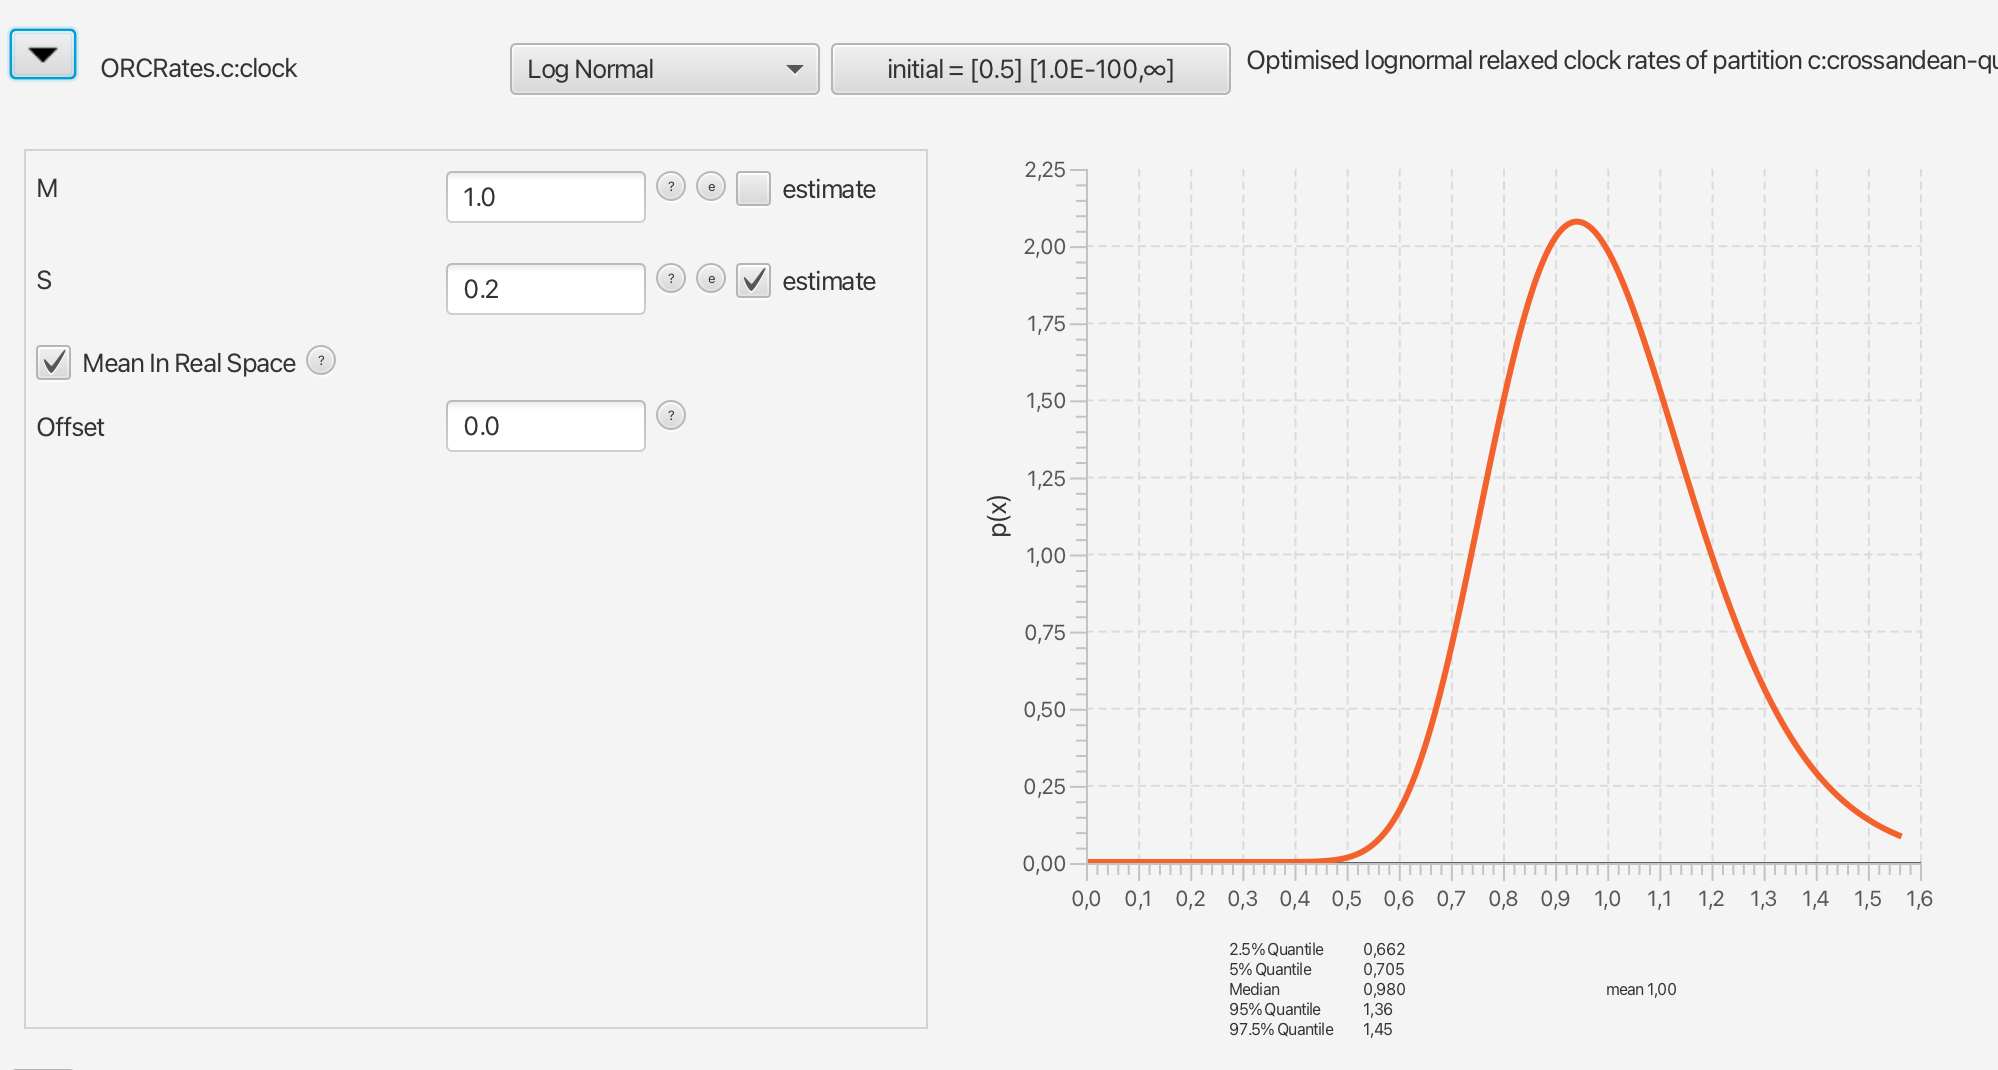 ORCRates.c:clock
Log Normal
initial = [0.5] [1.0E-100,∞]
Optimised lognormal relaxed clock rates of partition c:crossandean-qu
M
1.0
?
e
estimate
S
0.2
?
e
estimate
Mean In Real Space
?
Offset
0.0
?
p(x)
2,25
2,00
1,75
1,50
1,25
1,00
0,75
0,50
0,25
0,00
0,0 0,1 0,2 0,3 0,4 0,5 0,6 0,7 0,8 0,9 1,0 1,1 1,2 1,3 1,4 1,5 1,6
2.5% Quantile 0,662
5% Quantile 0,705
Median 0,980 mean 1,00
95% Quantile 1,36
97.5% Quantile 1,45